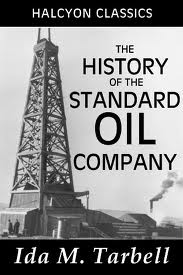 HALCYON CLASSICS
THE
HISTORY OF THE
STANDARD
OIL
COMPANY
Ida M. Tarbell